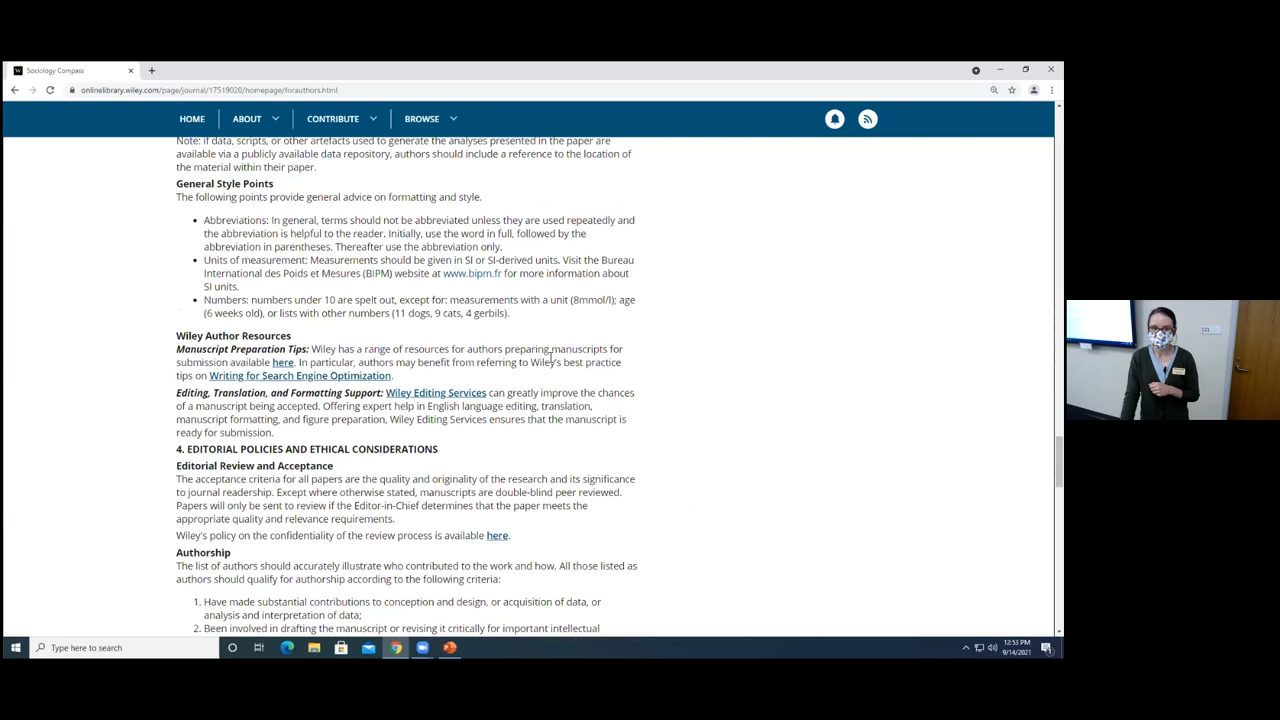 Sociology Compass
onlinelibrary.wiley.com/page/journal/17519020/homepage/forauthors.html
HOME ABOUT CONTRIBUTE BROWSE
Note: if data, scripts, or other artefacts used to generate the analyses presented in the paper are
available via a publicly available data repository, authors should include a reference to the location of
the material within their paper.
General Style Points
The following points provide general advice on formatting and style.
• Abbreviations: In general, terms should not be abbreviated unless they are used repeatedly and
the abbreviation is helpful to the reader. Initially, use the word in full, followed by the
abbreviation in parentheses. Thereafter use the abbreviation only.
• Units of measurement: Measurements should be given in SI or SI-derived units. Visit the Bureau
International des Poids et Mesures (BIPM) website at www.bipm.fr for more information about
SI units.
• Numbers: numbers under 10 are spelt out, except for: measurements with a unit (8mmol/l); age
(6 weeks old), or lists with other numbers (11 dogs, 9 cats, 4 gerbils).
Wiley Author Resources
Manuscript Preparation Tips: Wiley has a range of resources for authors preparing manuscripts for
submission available here. In particular, authors may benefit from referring to Wiley's best practice
tips on Writing for Search Engine Optimization.
Editing, Translation, and Formatting Support: Wiley Editing Services can greatly improve the chances
of a manuscript being accepted. Offering expert help in English language editing, translation,
manuscript formatting, and figure preparation, Wiley Editing Services ensures that the manuscript is
ready for submission.
4. EDITORIAL POLICIES AND ETHICAL CONSIDERATIONS
Editorial Review and Acceptance
The acceptance criteria for all papers are the quality and originality of the research and its significance
to journal readership. Except where otherwise stated, manuscripts are double-blind peer reviewed.
Papers will only be sent to review if the Editor-in-Chief determines that the paper meets the
appropriate quality and relevance requirements.
Wiley's policy on the confidentiality of the review process is available here.
Authorship
The list of authors should accurately illustrate who contributed to the work and how. All those listed as
authors should qualify for authorship according to the following criteria:
1. Have made substantial contributions to conception and design, or acquisition of data, or
analysis and interpretation of data;
2. Been involved in drafting the manuscript or revising it critically for important intellectual
Type here to search
12:53 PM
9/14/2021